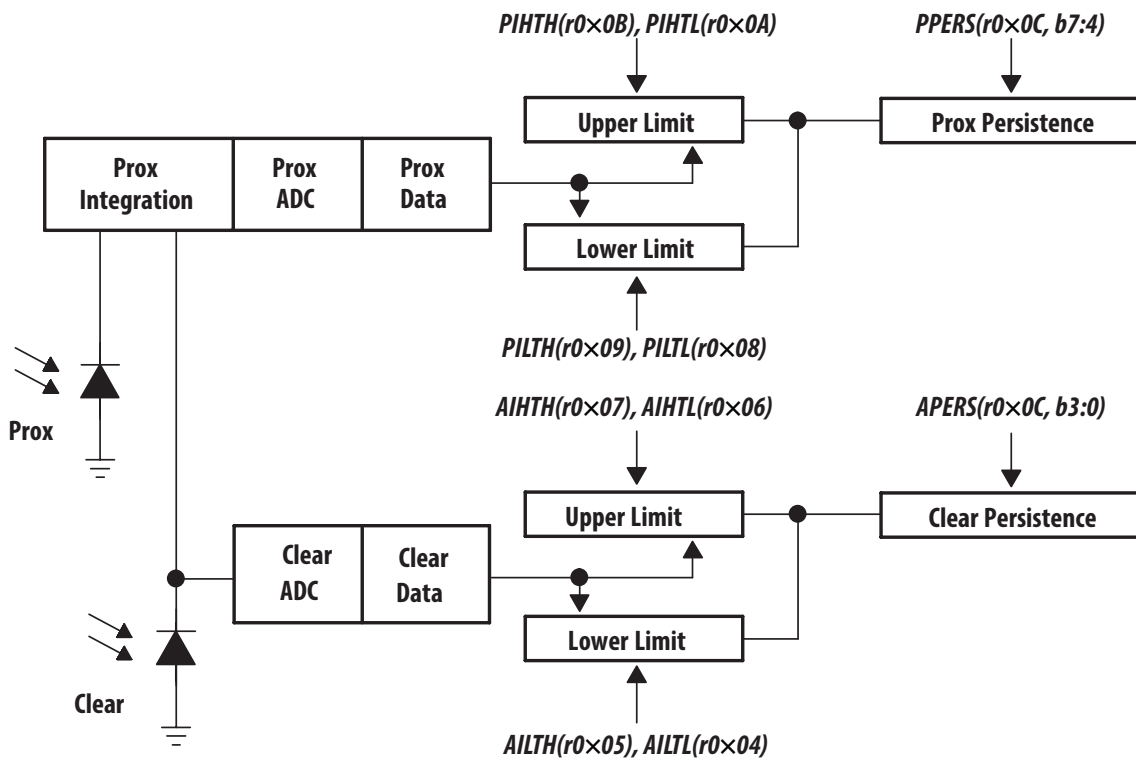 PIHTH(r0×0B), PIHTL(r0×0A)
PPERS(r0×0C, b7:4)
Upper Limit
Prox Persistence
Prox
Integration
Prox
ADC
Prox
Data
Lower Limit
PILTH(r0×09), PILTL(r0×08)
Prox
AIHTH(r0×07), AIHTL(r0×06)
APERS(r0×0C, b3:0)
Upper Limit
Clear Persistence
Clear
ADC
Clear
Data
Lower Limit
Clear
AILTH(r0×05), AILTL(r0×04)